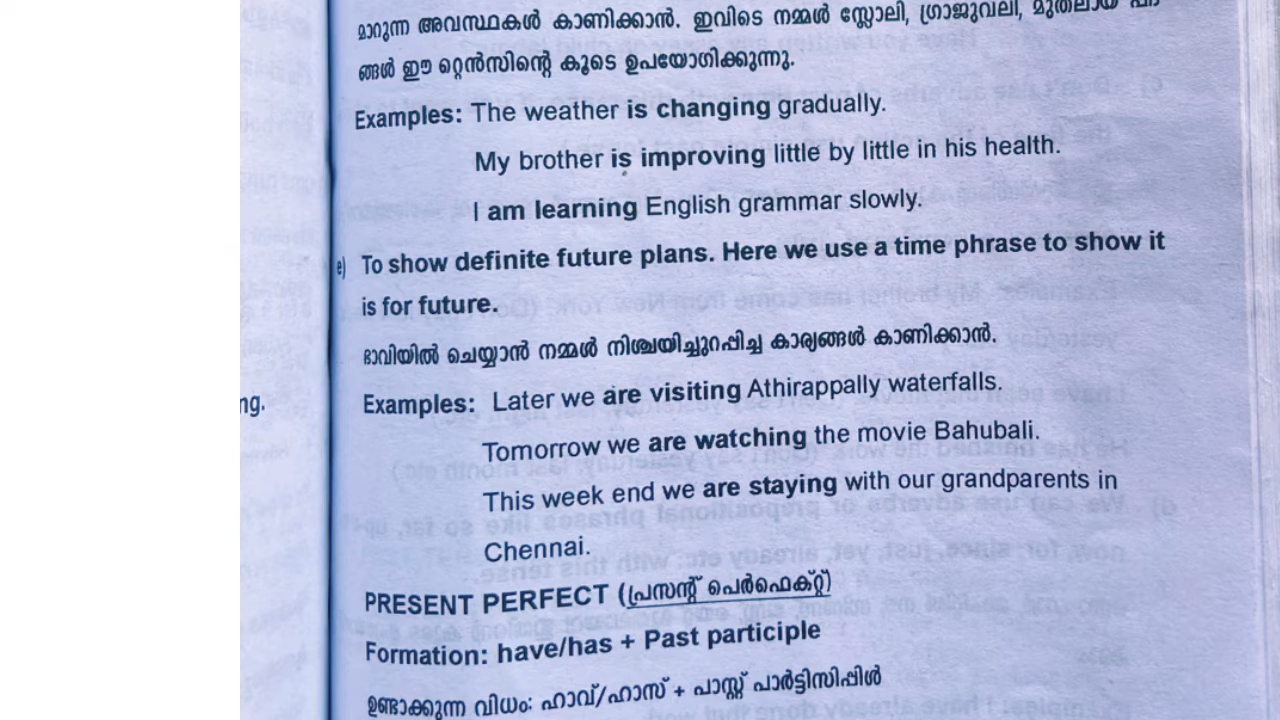 മാറുന്ന അവസ്ഥകൾ കാണിക്കാൻ. ഇവിടെ നമ്മൾ സ്ലോലി, ഗ്രാജുവലി, മുതലായ
ങ്ങൾ ഈ റ്റെൻസിന്റെ കൂടെ ഉപയോഗിക്കുന്നു.
Examples: The weather is changing gradually.
My brother is improving little by little in his health.
I am learning English grammar slowly.
e) To show definite future plans. Here we use a time phrase to show it
is for future.
ഭാവിയിൽ ചെയ്യാൻ നമ്മൾ നിശ്ചയിച്ചുറപ്പിച്ച കാര്യങ്ങൾ കാണിക്കാൻ.
ng.
Examples: Later we are visiting Athirappally waterfalls.
Tomorrow we are watching the movie Bahubali.
This week end we are staying with our grandparents in
Chennai.
PRESENT PERFECT (പ്രസന്റ് പെർഫെക്റ്റ്)
Formation: have/has + Past participle
ഉണ്ടാക്കുന്ന വിധം: ഹാവ്/ഹാസ് + പാസ്റ്റ് പാർട്ടിസിപ്പിൾ